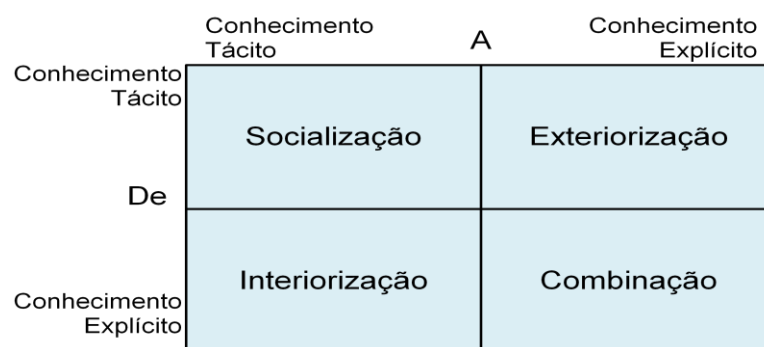 Conhecimento
Tácito
A
Conhecimento
Explícito
Conhecimento
Tácito
Socialização
Exteriorização
De
Interiorização
Combinação
Conhecimento
Explícito